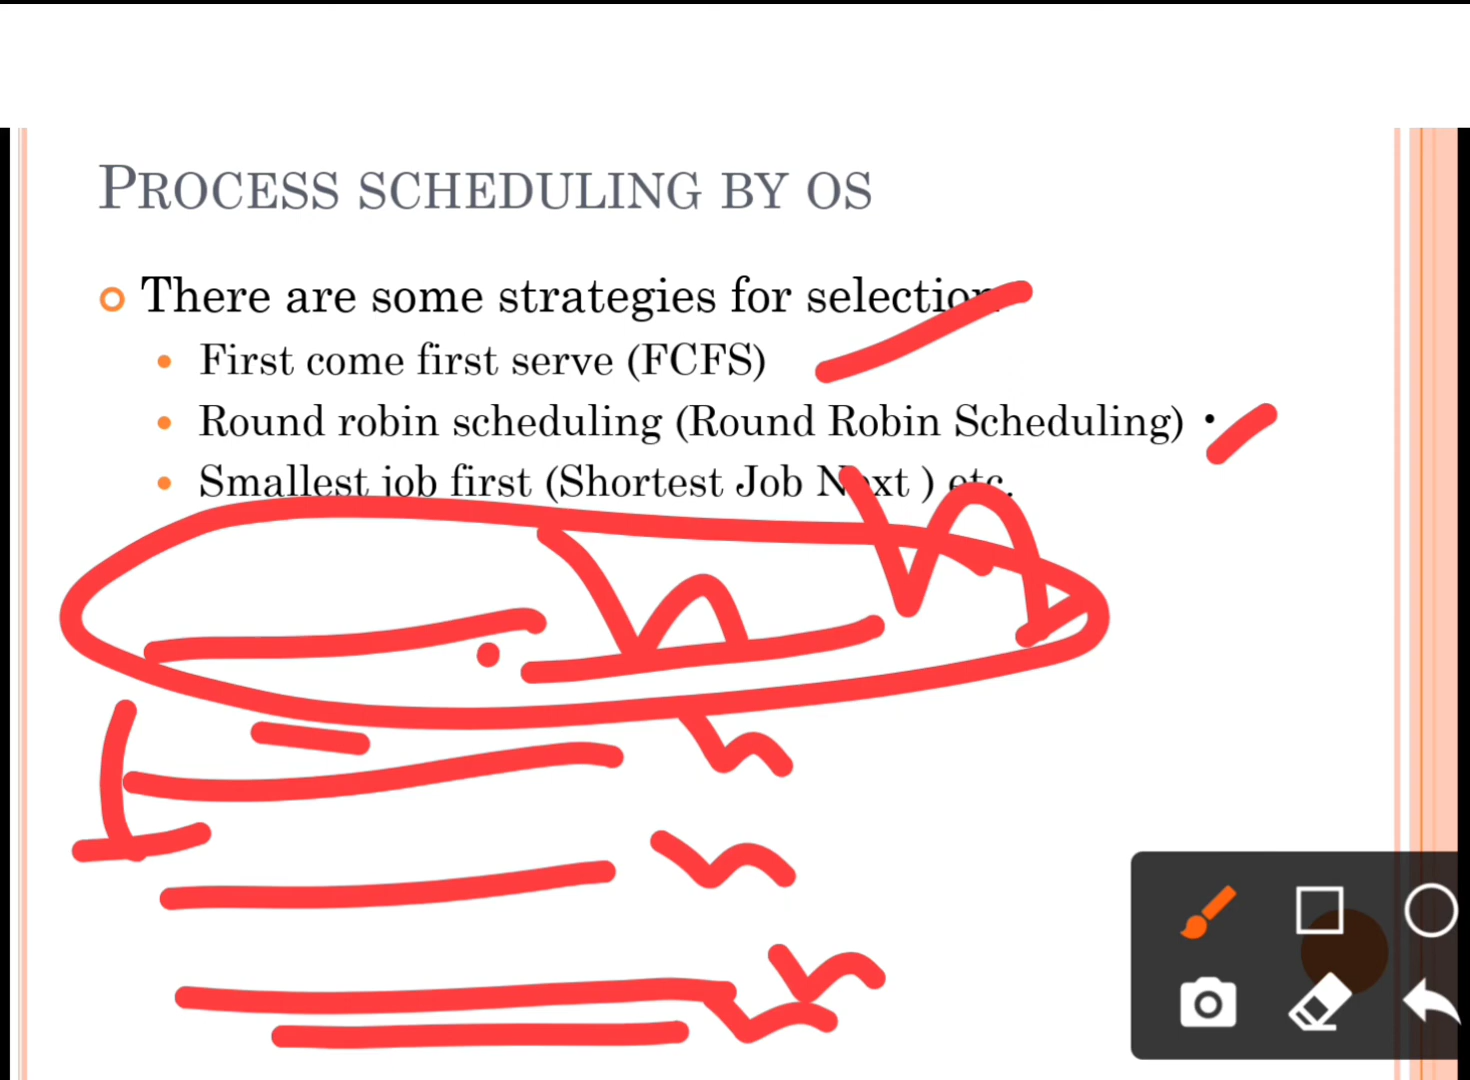 PROCESS SCHEDULING BY OS
There are some strategies for selection
First come first serve (FCFS)
Round robin scheduling (Round Robin Scheduling)
Smallest job first (Shortest Job Next ) etc.